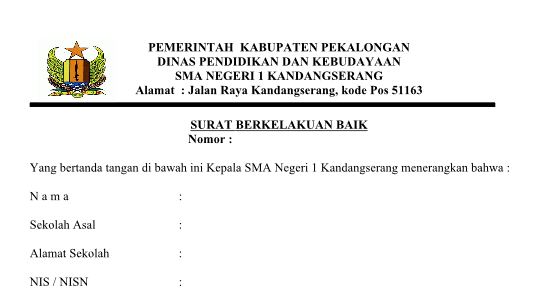 PEMERINTAH KABUPATEN PEKALONGAN
DINAS PENDIDIKAN DAN KEBUDAYAAN
SMA NEGERI 1 KANDANGSERANG
Alamat : Jalan Raya Kandangserang, kode Pos 51163
SURAT BERKELAKUAN BAIK
Nomor :
Yang bertanda tangan di bawah ini Kepala SMA Negeri 1 Kandangserang menerangkan bahwa :
N a m a :
Sekolah Asal :
Alamat Sekolah :
NIS / NISN :